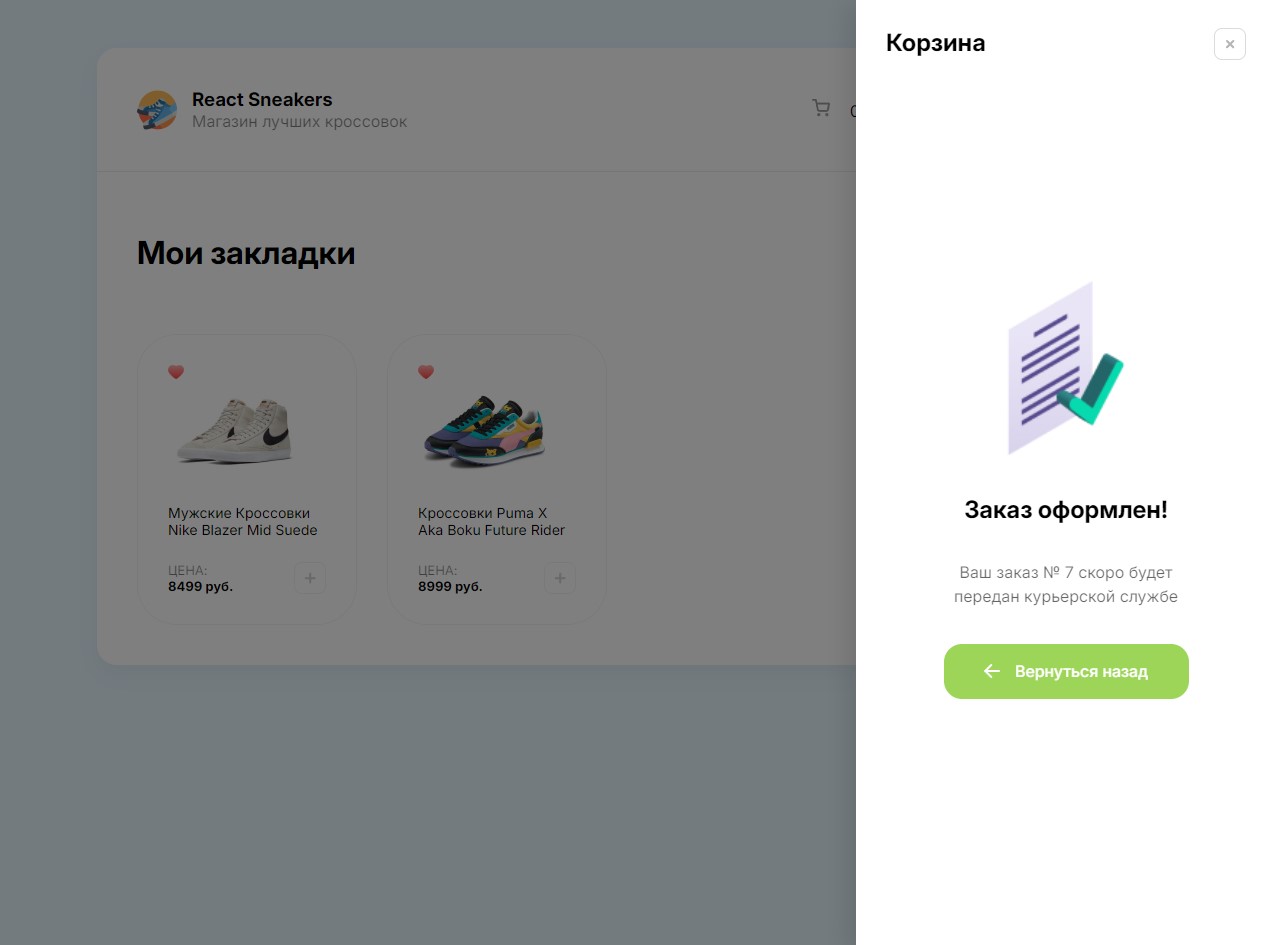 React Sneakers
Магазин лучших кроссовок
Мои закладки
Мужские Кроссовки
Nike Blazer Mid Suede
ЦЕНА:
8499 руб.
Кроссовки Puma X
Aka Boku Future Rider
ЦЕНА:
8999 руб.
Корзина
Заказ оформлен!
Ваш заказ № 7 скоро будет
передан курьерской службе
Вернуться назад